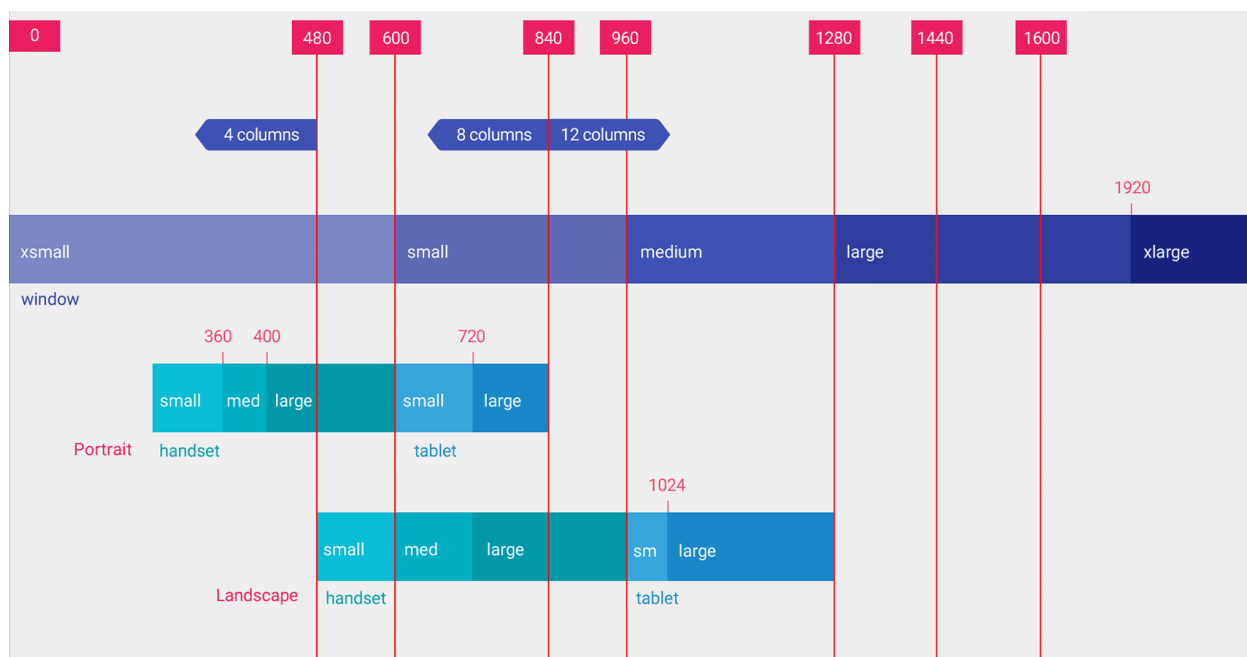 0 480 600 840 960 1280 1440 1600
4 columns 8 columns 12 columns
1920
xsmall small medium large xlarge
window
360 400 720
small med large small large
Portrait handset tablet
1024
small med large sm large
Landscape handset tablet